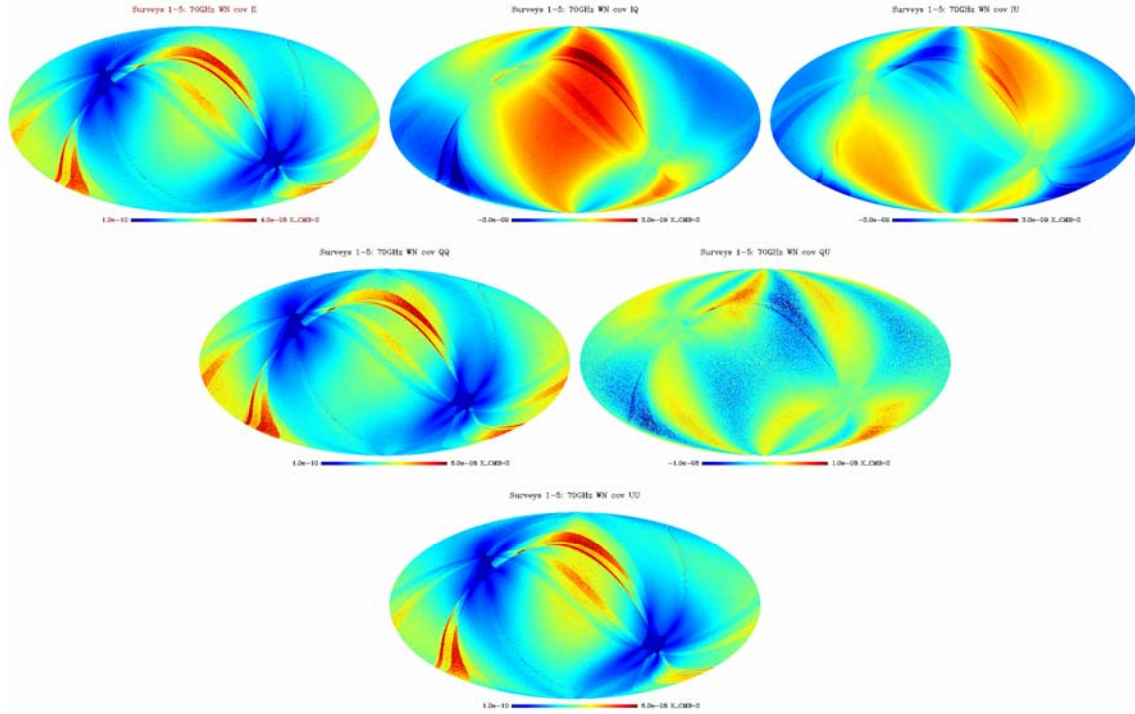 Surveys 1-5: 70GHz WN cov II
Surveys 1-5: 70GHz WN cov IQ
Surveys 1-5: 70GHz WN cov IU
1.0e-10 4.0e-08 K_CMB^2
-3.0e-09 3.0e-09 K_CMB^2
-3.0e-09 3.0e-09 K_CMB^2
Surveys 1-5: 70GHz WN cov QQ
Surveys 1-5: 70GHz WN cov QU
1.0e-10 8.0e-08 K_CMB^2
-1.0e-08 1.0e-08 K_CMB^2
Surveys 1-5: 70GHz WN cov UU
1.0e-10 8.0e-08 K_CMB^2